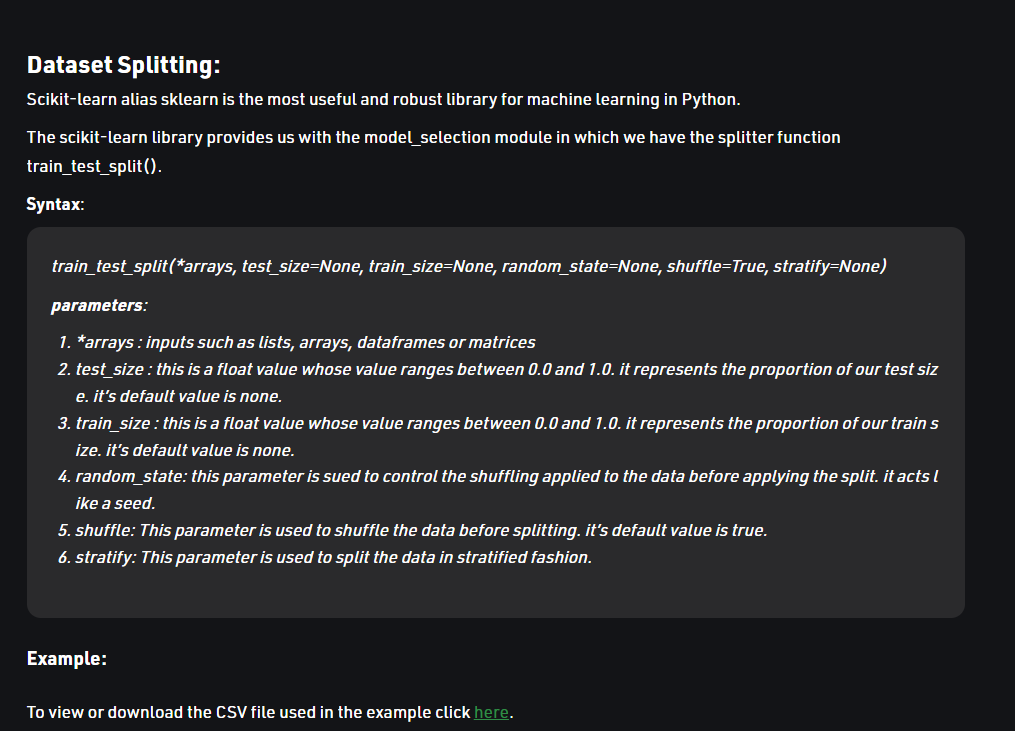 Dataset Splitting:
Scikit-learn alias sklearn is the most useful and robust library for machine learning in Python.
The scikit-learn library provides us with the model_selection module in which we have the splitter function
train_test_split().
Syntax:
train_test_split(*arrays, test_size=None, train_size=None, random_state=None, shuffle=True, stratify=None)
parameters:
1. *arrays : inputs such as lists, arrays, dataframes or matrices
2. test_size : this is a float value whose value ranges between 0.0 and 1.0. it represents the proportion of our test siz
e. it's default value is none.
3. train_size : this is a float value whose value ranges between 0.0 and 1.0. it represents the proportion of our train s
ize. it's default value is none.
4. random_state: this parameter is sued to control the shuffling applied to the data before applying the split. it acts l
ike a seed.
5. shuffle: This parameter is used to shuffle the data before splitting. it's default value is true.
6. stratify: This parameter is used to split the data in stratified fashion.
Example:
To view or download the CSV file used in the example click here.